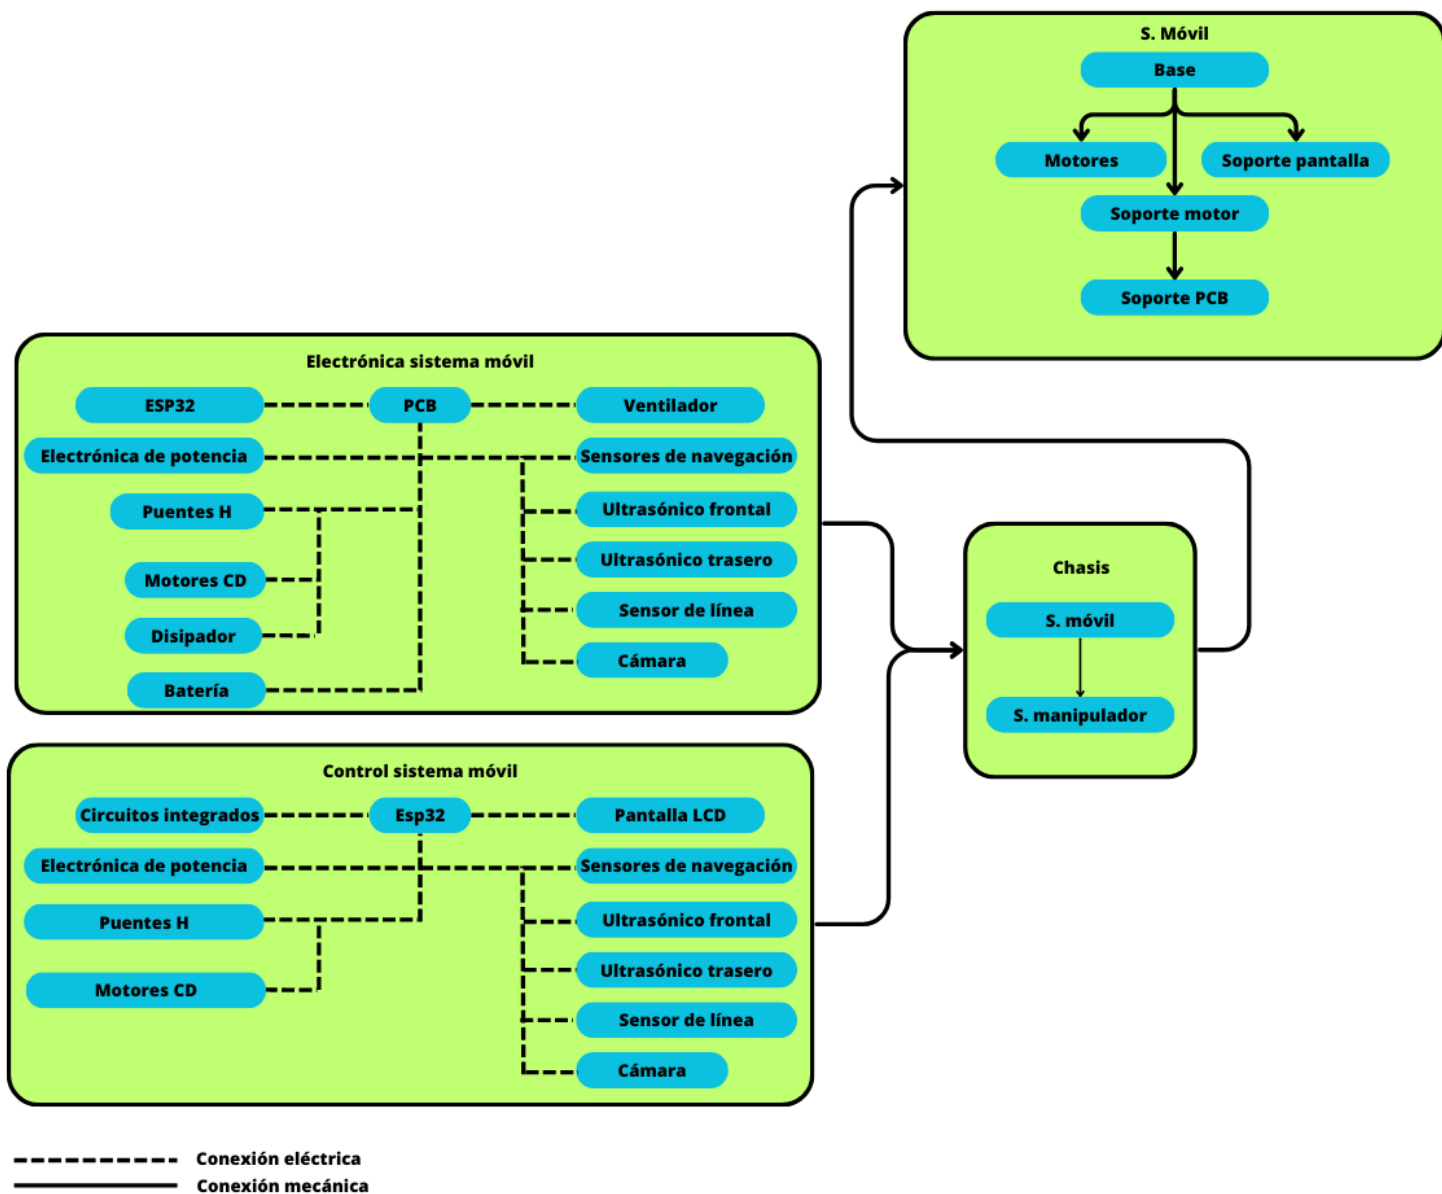 S. Móvil
Base
Motores
Soporte pantalla
Soporte motor
Soporte PCB
Electrónica sistema móvil
ESP32
PCB
Ventilador
Electrónica de potencia
Sensores de navegación
Puentes H
Ultrasónico frontal
Motores CD
Ultrasónico trasero
Disipador
Sensor de línea
Batería
Cámara
Chasis
S. móvil
S. manipulador
Control sistema móvil
Circuitos integrados
Esp32
Pantalla LCD
Electrónica de potencia
Sensores de navegación
Puentes H
Ultrasónico frontal
Motores CD
Ultrasónico trasero
Sensor de línea
Cámara
Conexión eléctrica
Conexión mecánica